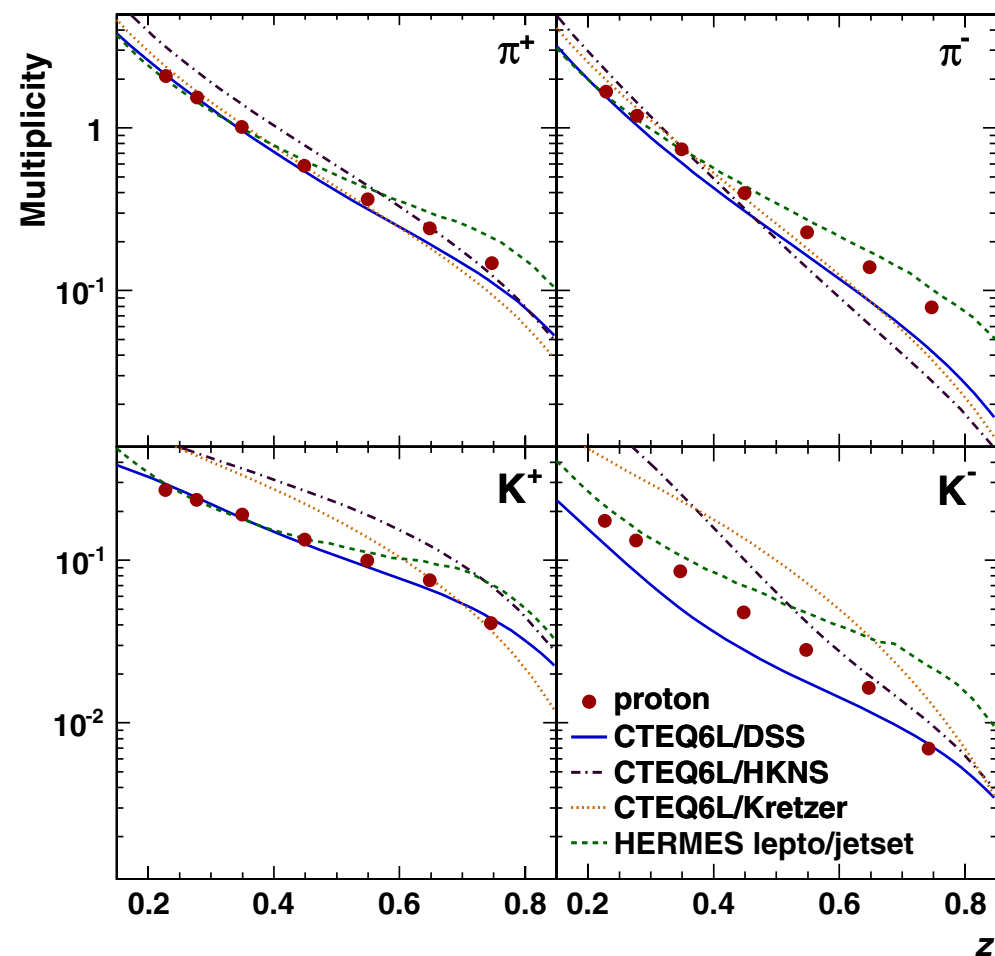 Multiplicity
π+
π-
1
10-1
K+
K-
10-1
10-2
proton
CTEQ6L/DSS
CTEQ6L/HKNS
CTEQ6L/Kretzer
HERMES lepto/jetset
0.2 0.4 0.6 0.8 0.2 0.4 0.6 0.8
z